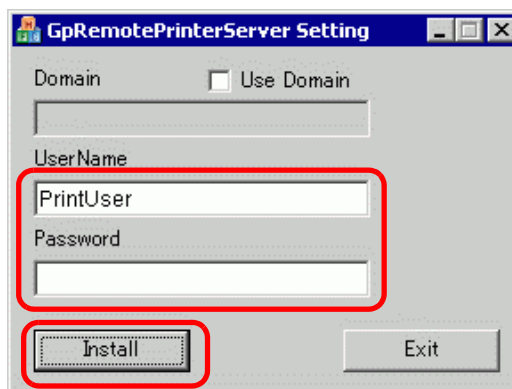 GpRemotePrinterServer Setting
Domain Use Domain
UserName
PrintUser
Password
Install Exit